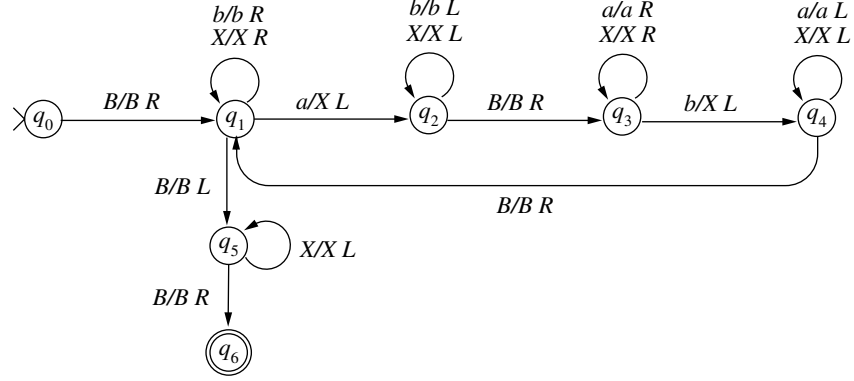 b/b R
X/X R
b/b L
X/X L
a/a R
X/X R
a/a L
X/X L
B/B R
a/X L
B/B R
b/X L
q0
q1
q2
q3
q4
B/B L
B/B R
q5
X/X L
B/B R
q6